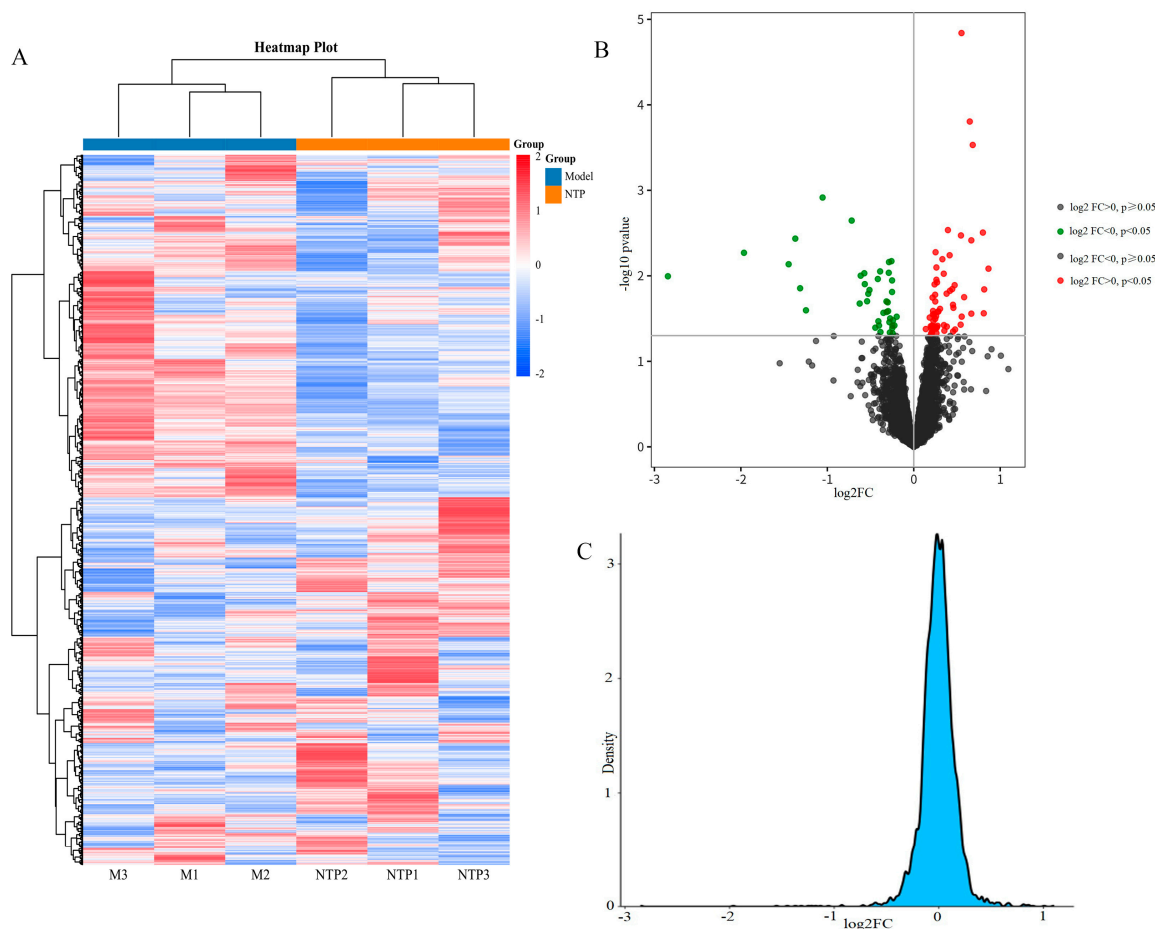 A
Heatmap Plot
Group
2
1
0
-1
-2
Group
Model
NTP
M3 M1 M2 NTP2 NTP1 NTP3
B
5
4
3
2
1
0
-log10 pvalue
-3 -2 -1 0 1
log2FC
log2 FC>0, p≥0.05
log2 FC<0, p<0.05
log2 FC<0, p≥0.05
log2 FC>0, p<0.05
C
3
2
1
0
Density
-3 -2 -1 0 1
log2FC